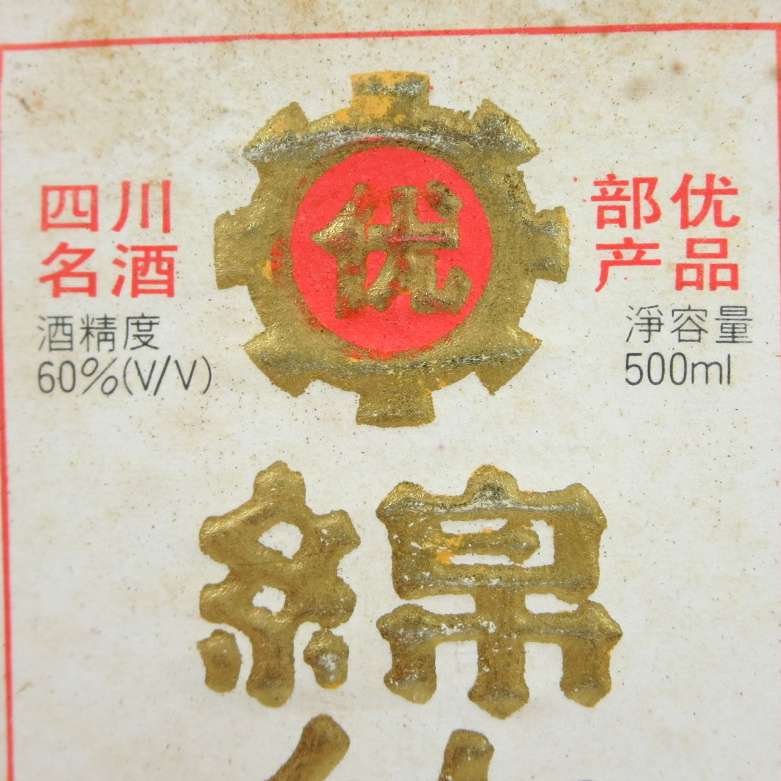 优
四川
名酒
酒精度
60%(V/V)
部优
产品
淨容量
500ml
綿